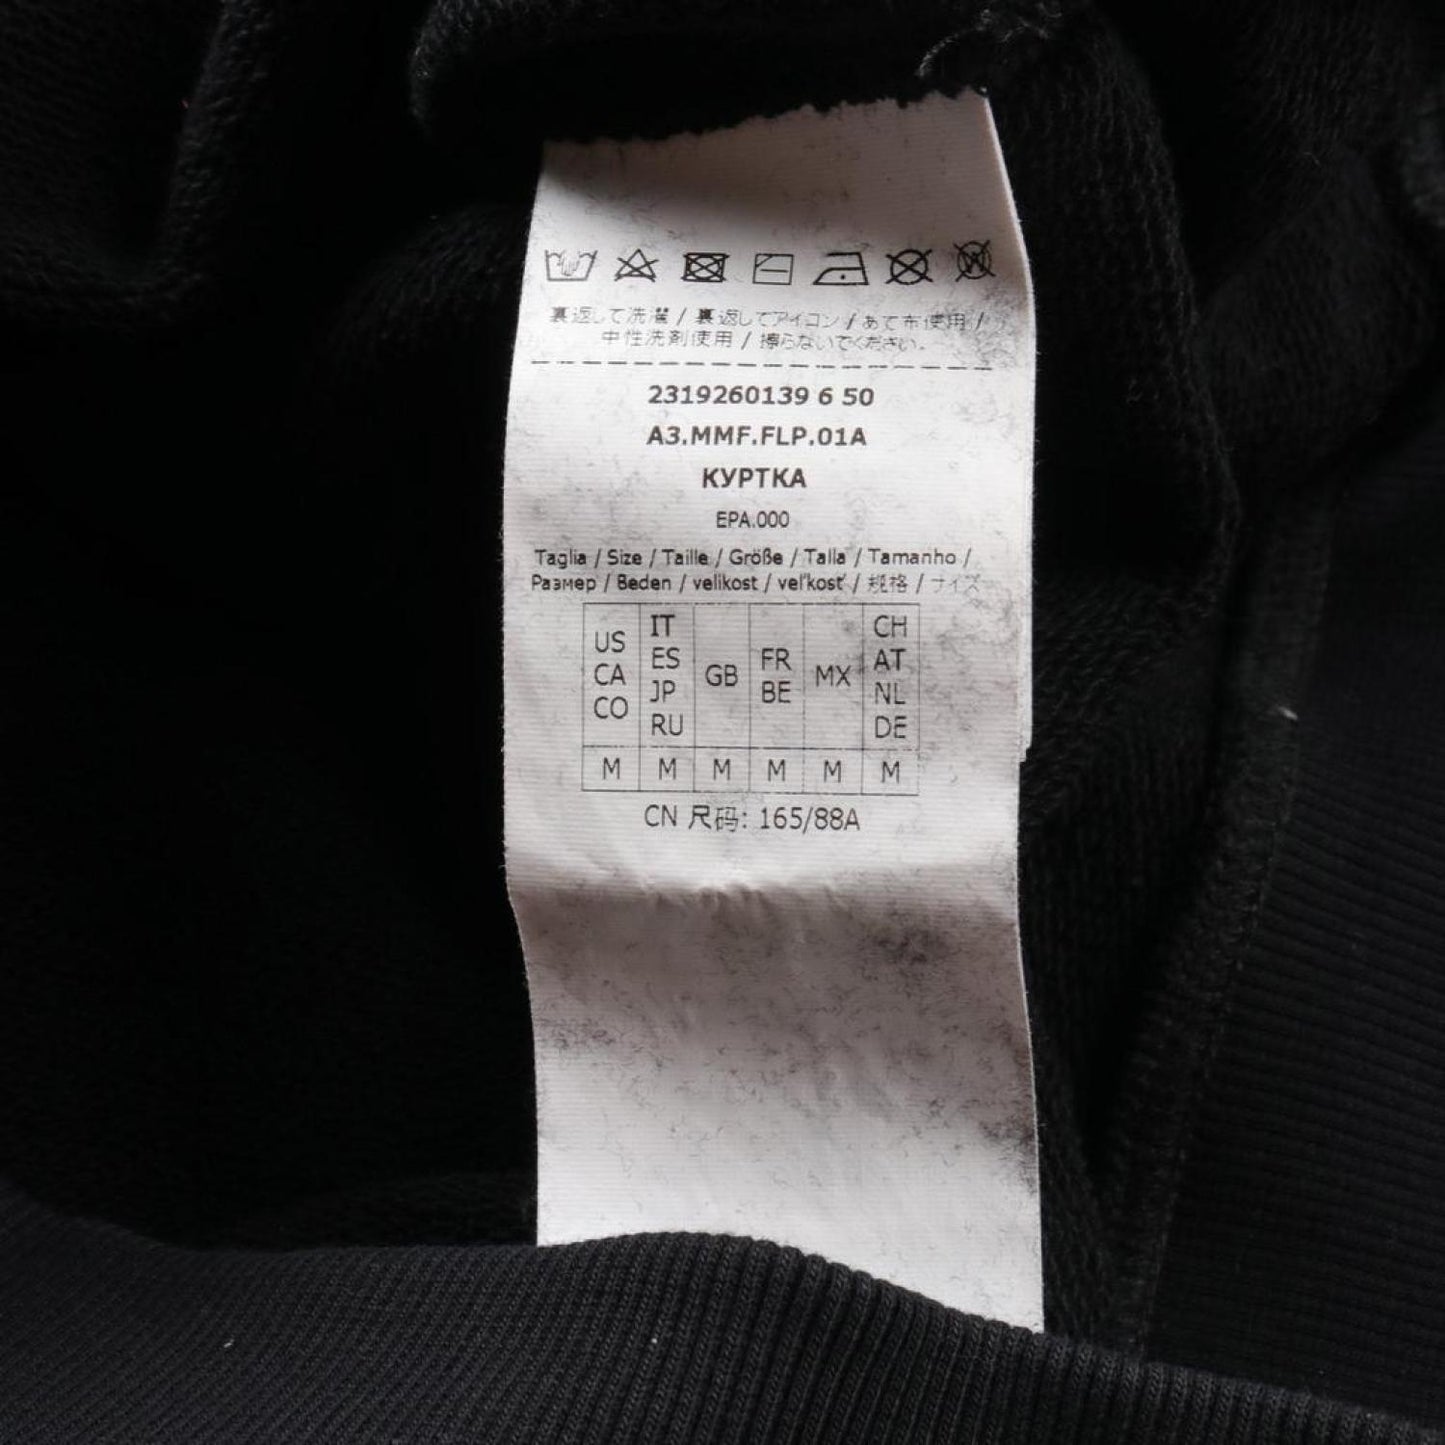 裏返して洗濯 / 裏返してアイロン / あて布使用 /
中性洗剤使用 / 擦らないでください。
2319260139 6 50
A3.MMF.FLP.01A
КУРТКА
EPA.000
Taglia / Size / Taille / Größe / Talla / Tamanho /
Размер / Beden / velikost / veľkosť / 规格 / サイズ
US CA CO IT ES JP RU GB FR BE MX CH AT NL DE
M M M M M M
CN 尺码: 165/88A